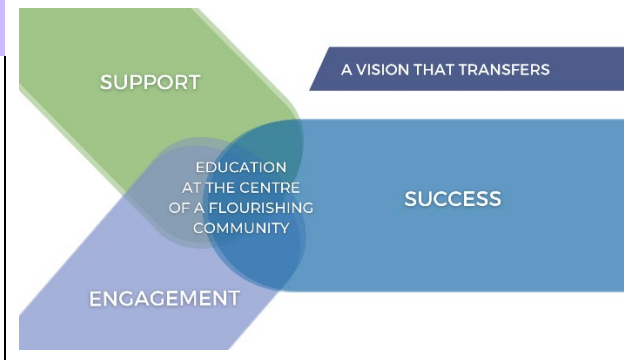 SUPPORT
A VISION THAT TRANSFERS
EDUCATION
AT THE CENTRE
OF A FLOURISHING
COMMUNITY
SUCCESS
ENGAGEMENT